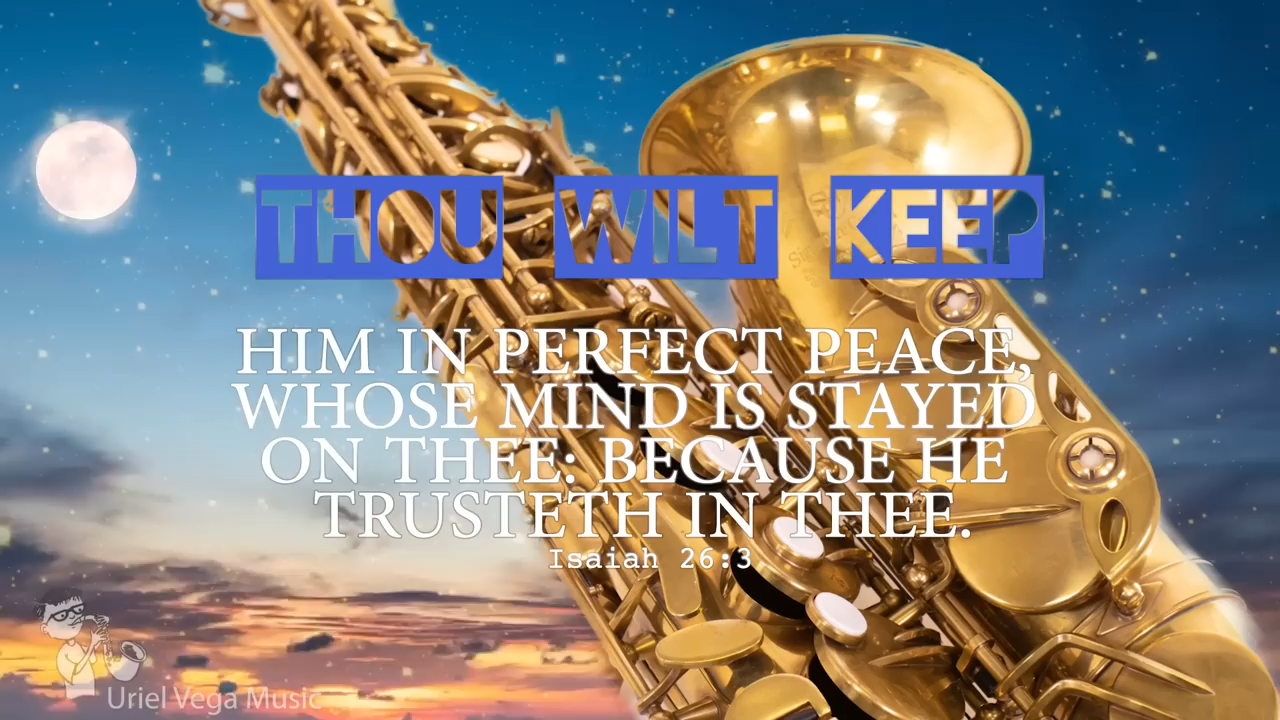 THOU WILT KEEP
HIM IN PERFECT PEACE,
WHOSE MIND IS STAYED
ON THEE: BECAUSE HE
TRUSTETH IN THEE.
Isaiah 26:3
Uriel Vega Music